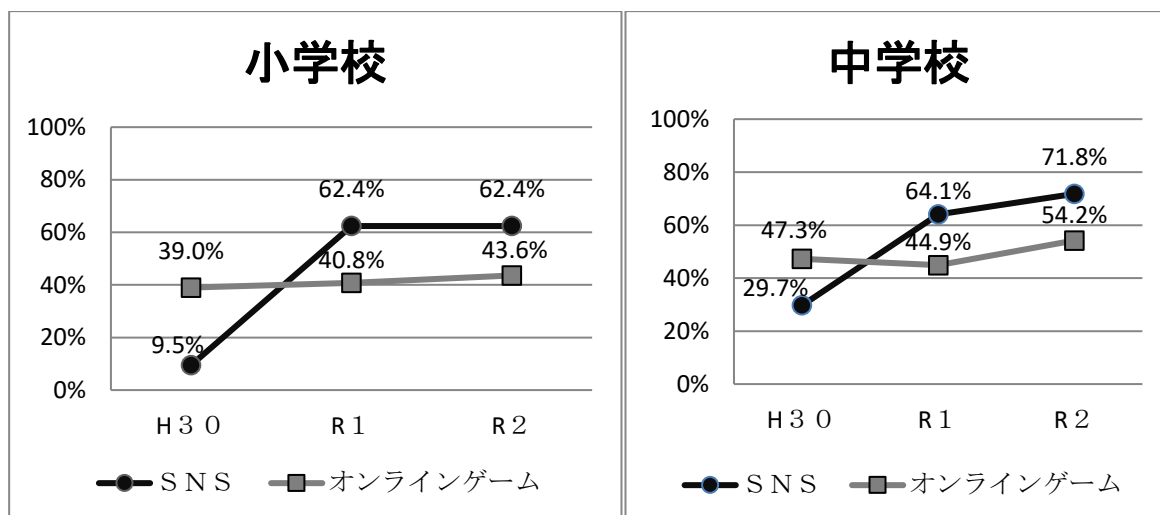 小学校
100%
80%
60%
40%
20%
0%
62.4%
62.4%
39.0%
40.8%
43.6%
9.5%
H３０
R１
R２
ＳＮＳ
オンラインゲーム
中学校
100%
80%
60%
40%
20%
0%
71.8%
64.1%
47.3%
44.9%
54.2%
29.7%
H３０
R１
R２
ＳＮＳ
オンラインゲーム